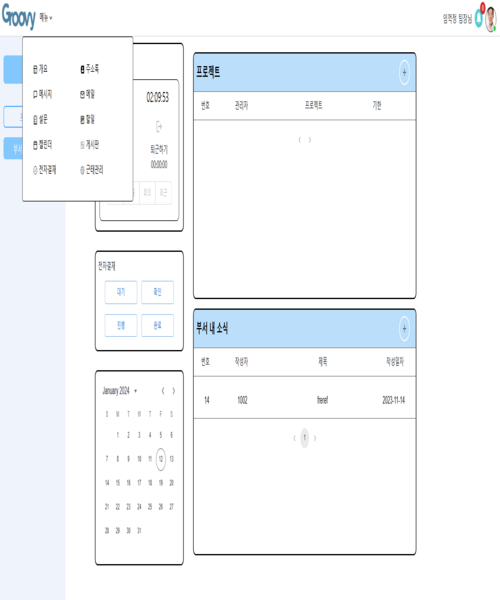 Groovy 메뉴
임꺽정 팀장님
개요 주소록
메시지 메일
설문 할일
캘린더 게시판
전자결재 근태관리
부서
02:09:53
퇴근하기
00:00:00
회의 퇴근
전자결재
대기 확인
진행 완료
January 2024
S M T W T F S
1 2 3 4 5 6
7 8 9 10 11 12 13
14 15 16 17 18 19 20
21 22 23 24 25 26 27
28 29 30 31
프로젝트
번호 관리자 프로젝트 기한
부서 내 소식
번호 작성자 제목 작성일자
14 1002 freref 2023-11-14
1